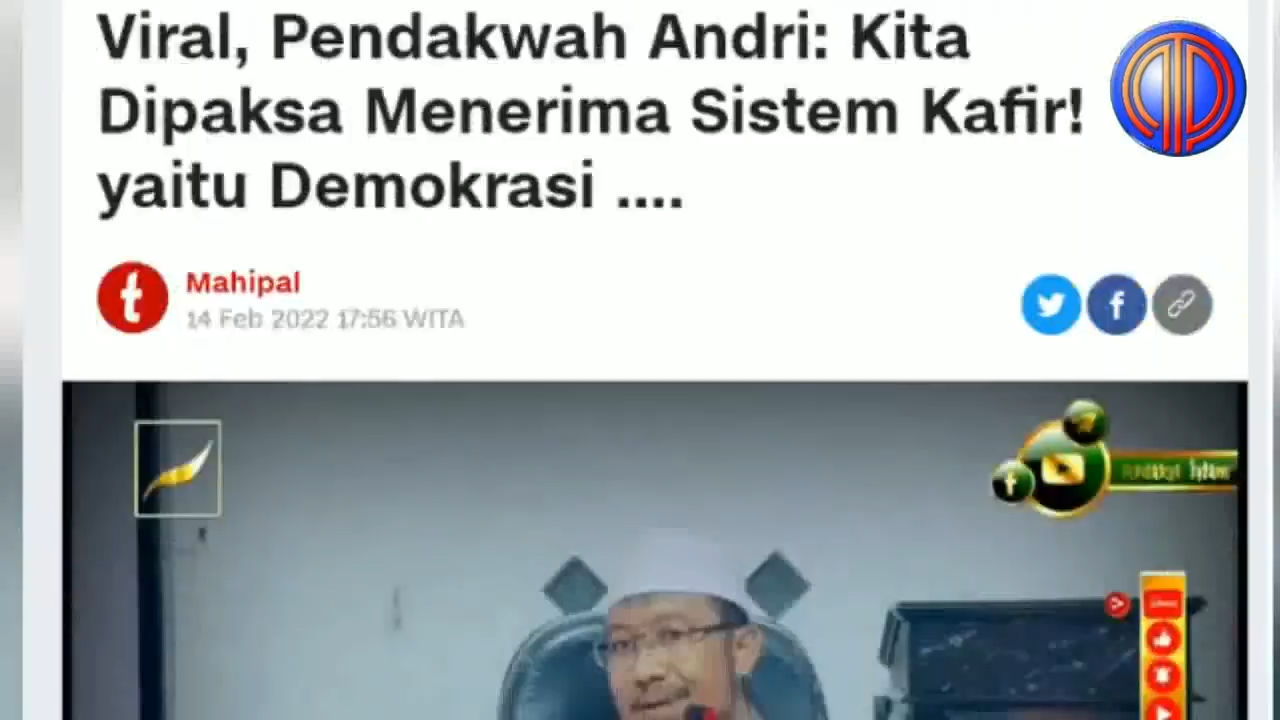 Viral, Pendakwah Andri: Kita
Dipaksa Menerima Sistem Kafir!
yaitu Demokrasi ....
Mahipal
14 Feb 2022 17:56 WITA